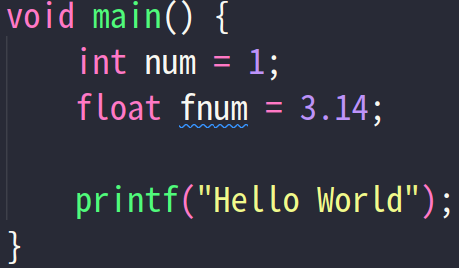 void main() {
    int num = 1;
    float fnum = 3.14;

    printf("Hello World");
}